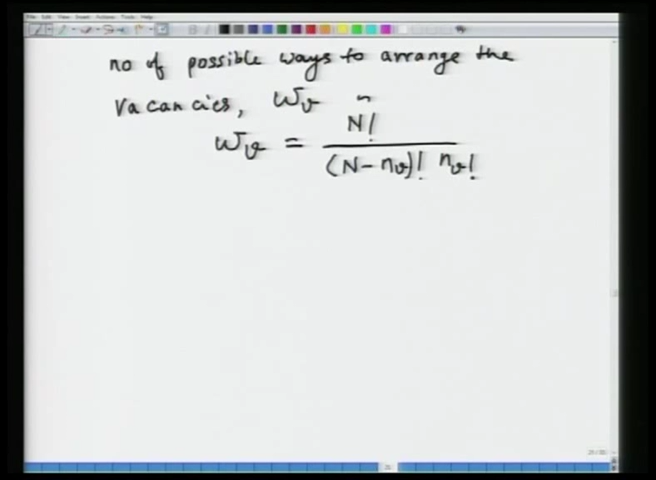 no of possible ways to arrange the
vacancies, Wv
Wv = N! / (N - nv)! nv!